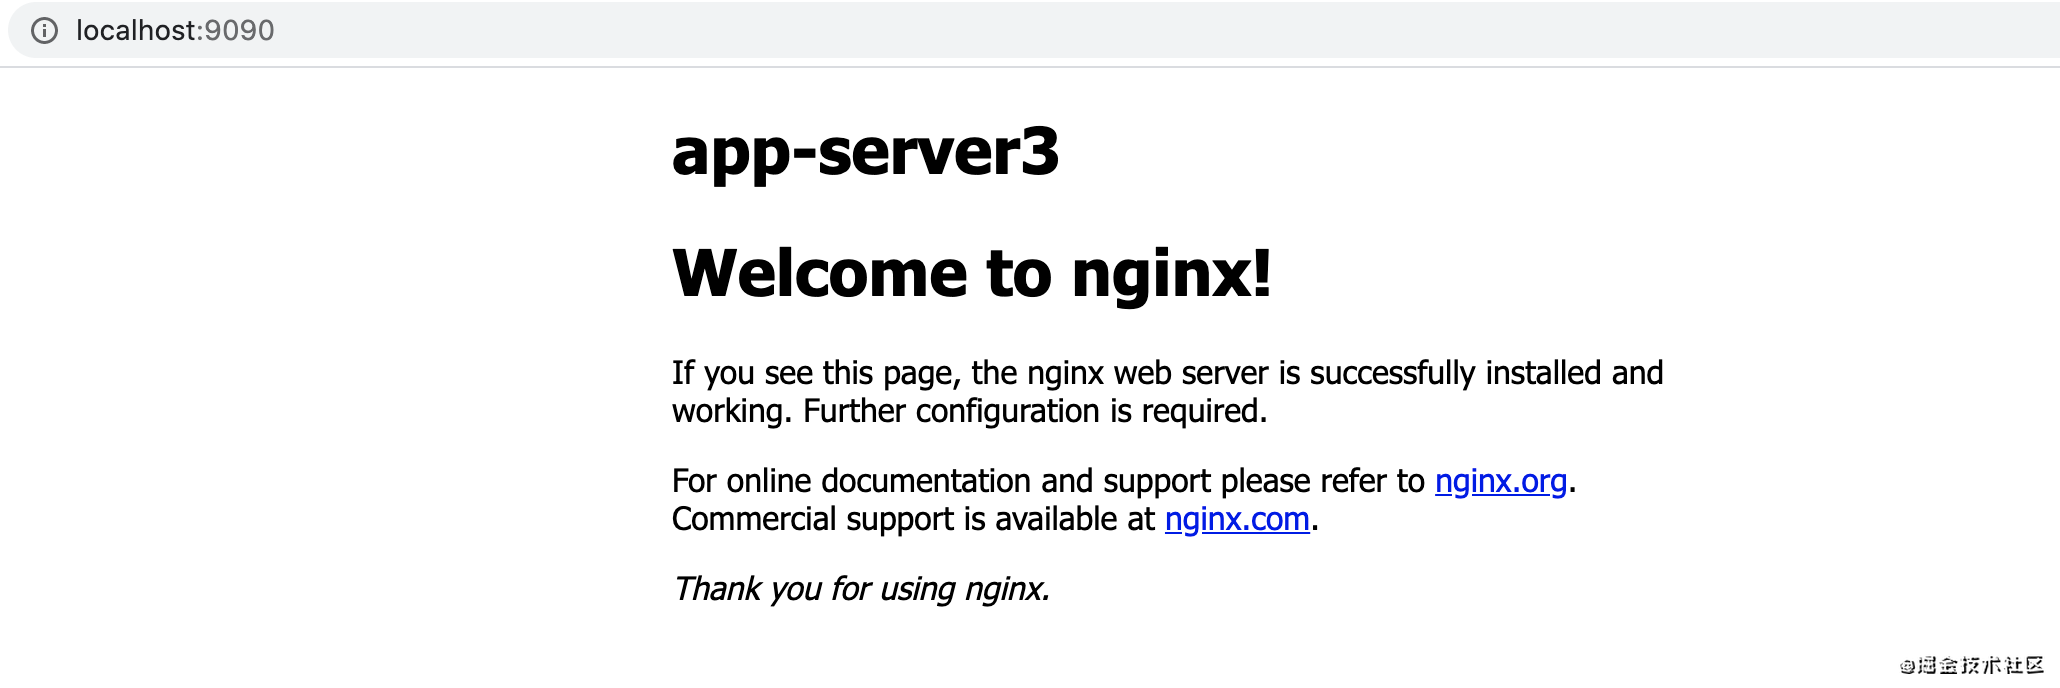 localhost:9090
app-server3
Welcome to nginx!
If you see this page, the nginx web server is successfully installed and
working. Further configuration is required.
For online documentation and support please refer to nginx.org.
Commercial support is available at nginx.com.
Thank you for using nginx.
@掘金技术社区